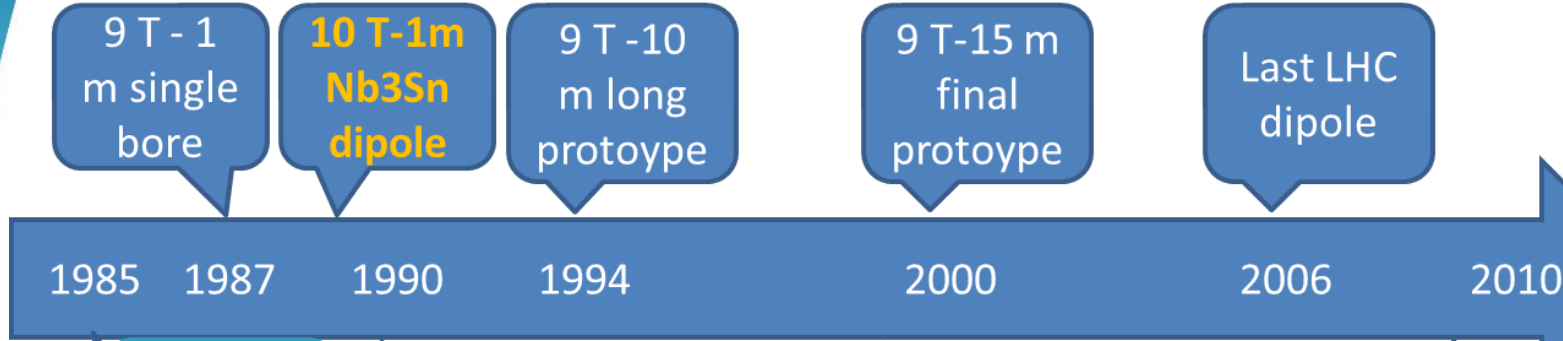 9 T - 1
m single
bore
10 T-1m
Nb3Sn
dipole
9 T -10
m long
protoype
9 T-15 m
final
protoype
Last LHC
dipole
1985 1987 1990 1994 2000 2006 2010